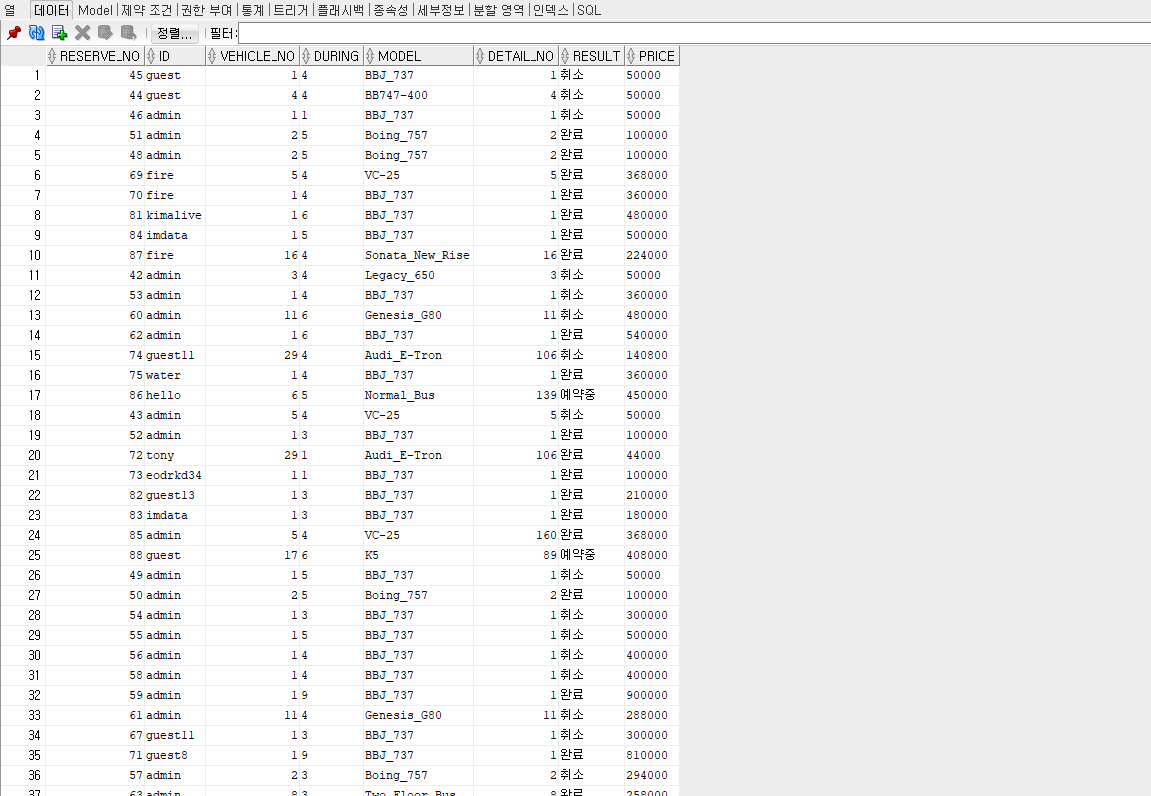 열 데이터 Model 제약 조건 권한 부여 통계 트리거 플래시백 종속성 세부정보 분할 영역 인덱스 SQL
정렬... 필터:
RESERVE_NO ID VEHICLE_NO DURING MODEL DETAIL_NO RESULT PRICE
1 45 guest 1 4 BBJ_737 1 취소 50000
2 44 guest 4 4 BB747-400 4 취소 50000
3 46 admin 1 1 BBJ_737 1 취소 50000
4 51 admin 2 5 Boing_757 2 완료 100000
5 48 admin 2 5 Boing_757 2 완료 100000
6 69 fire 5 4 VC-25 5 완료 368000
7 70 fire 1 4 BBJ_737 1 완료 360000
8 81 kimalive 1 6 BBJ_737 1 완료 480000
9 84 imdata 1 5 BBJ_737 1 완료 500000
10 87 fire 16 4 Sonata_New_Rise 16 완료 224000
11 42 admin 3 4 Legacy_650 3 취소 50000
12 53 admin 1 4 BBJ_737 1 취소 360000
13 60 admin 11 6 Genesis_G80 11 취소 480000
14 62 admin 1 6 BBJ_737 1 완료 540000
15 74 guest11 29 4 Audi_E-Tron 106 취소 140800
16 75 water 1 4 BBJ_737 1 완료 360000
17 86 hello 6 5 Normal_Bus 139 예약중 450000
18 43 admin 5 4 VC-25 5 취소 50000
19 52 admin 1 3 BBJ_737 1 완료 100000
20 72 tony 29 1 Audi_E-Tron 106 완료 44000
21 73 eodrkd34 1 1 BBJ_737 1 완료 100000
22 82 guest13 1 3 BBJ_737 1 완료 210000
23 83 imdata 1 3 BBJ_737 1 완료 180000
24 85 admin 5 4 VC-25 160 완료 368000
25 88 guest 17 6 K5 89 예약중 408000
26 49 admin 1 5 BBJ_737 1 취소 50000
27 50 admin 2 5 Boing_757 2 완료 100000
28 54 admin 1 3 BBJ_737 1 취소 300000
29 55 admin 1 5 BBJ_737 1 취소 500000
30 56 admin 1 4 BBJ_737 1 취소 400000
31 58 admin 1 4 BBJ_737 1 취소 400000
32 59 admin 1 9 BBJ_737 1 완료 900000
33 61 admin 11 4 Genesis_G80 11 취소 288000
34 67 guest11 1 3 BBJ_737 1 취소 300000
35 71 guest8 1 9 BBJ_737 1 완료 810000
36 57 admin 2 3 Boing_757 2 취소 294000
37 63 admin 8 3 Two_Floor_Bus 8 완료 258000